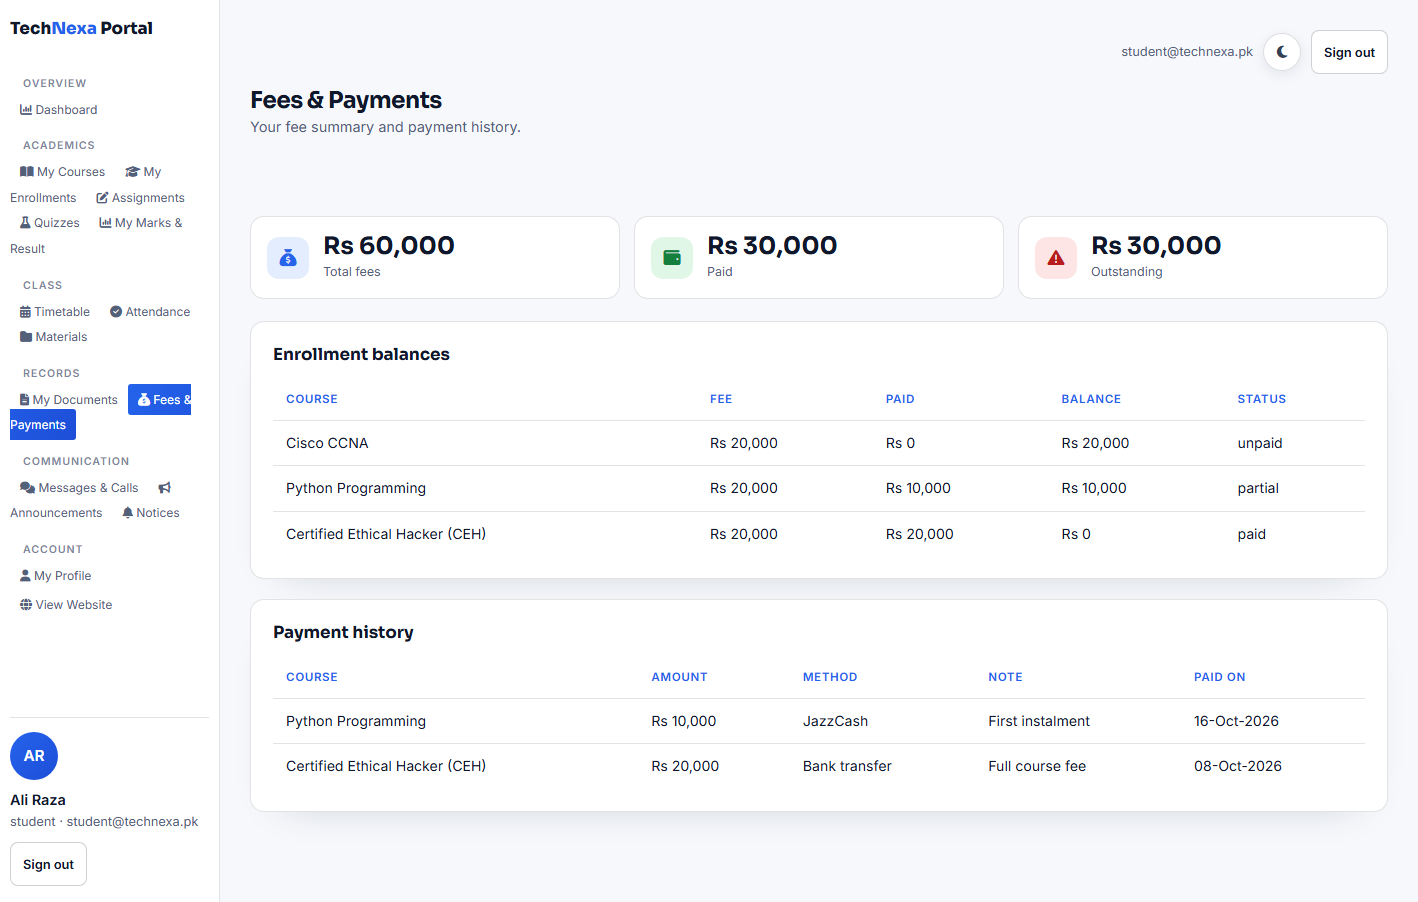 TechNexa Portal
OVERVIEW
Dashboard
ACADEMICS
My Courses My
Enrollments Assignments
Quizzes My Marks &
Result
CLASS
Timetable Attendance
Materials
RECORDS
My Documents Fees &
Payments
COMMUNICATION
Messages & Calls
Announcements Notices
ACCOUNT
My Profile
View Website
AR
Ali Raza
student · student@technexa.pk
Sign out
student@technexa.pk Sign out
Fees & Payments
Your fee summary and payment history.
Rs 60,000
Total fees
Rs 30,000
Paid
Rs 30,000
Outstanding
Enrollment balances
COURSE FEE PAID BALANCE STATUS
Cisco CCNA Rs 20,000 Rs 0 Rs 20,000 unpaid
Python Programming Rs 20,000 Rs 10,000 Rs 10,000 partial
Certified Ethical Hacker (CEH) Rs 20,000 Rs 20,000 Rs 0 paid
Payment history
COURSE AMOUNT METHOD NOTE PAID ON
Python Programming Rs 10,000 JazzCash First instalment 16-Oct-2026
Certified Ethical Hacker (CEH) Rs 20,000 Bank transfer Full course fee 08-Oct-2026